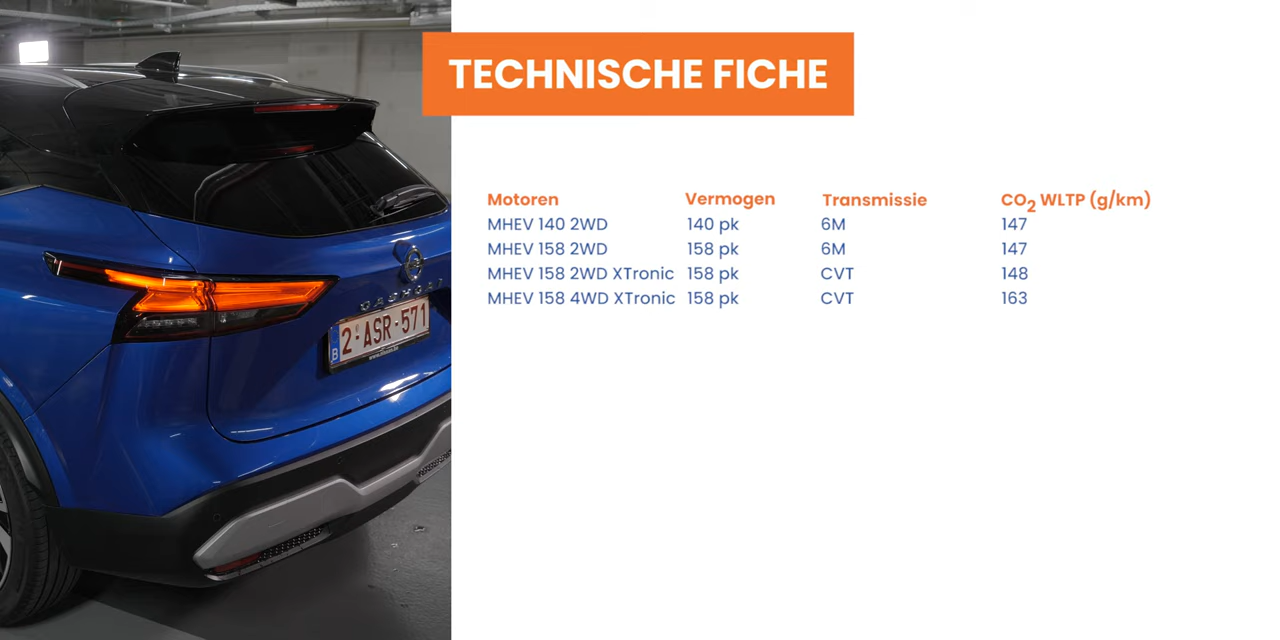 TECHNISCHE FICHE
Motoren Vermogen Transmissie CO2 WLTP (g/km)
MHEV 140 2WD 140 pk 6M 147
MHEV 158 2WD 158 pk 6M 147
MHEV 158 2WD XTronic 158 pk CVT 148
MHEV 158 4WD XTronic 158 pk CVT 163
QASHQAI
2·ASR·571
B